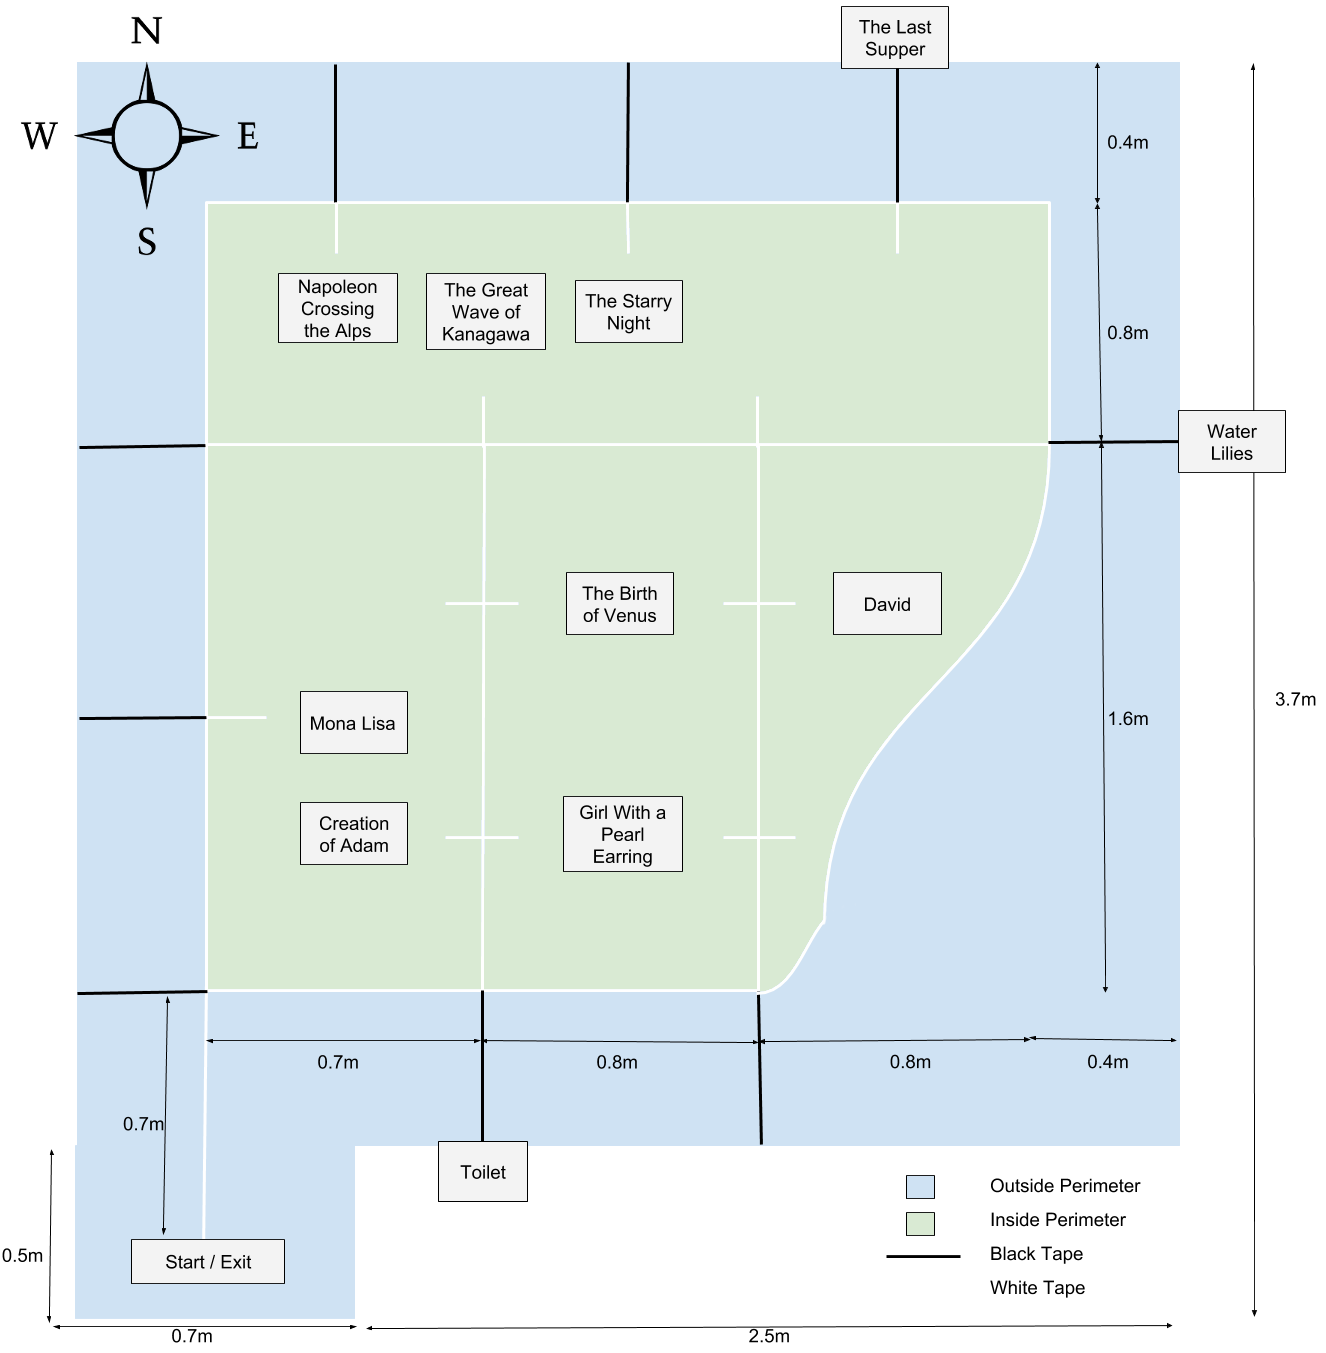 N
The Last
Supper
W
E
0.4m
S
Napoleon
Crossing
the Alps
The Great
Wave of
Kanagawa
The Starry
Night
0.8m
Water
Lilies
The Birth
of Venus
David
3.7m
Mona Lisa
1.6m
Creation
of Adam
Girl With a
Pearl
Earring
0.7m
0.8m
0.8m
0.4m
0.7m
Toilet
Outside Perimeter
Inside Perimeter
Black Tape
White Tape
0.5m
Start / Exit
0.7m
2.5m